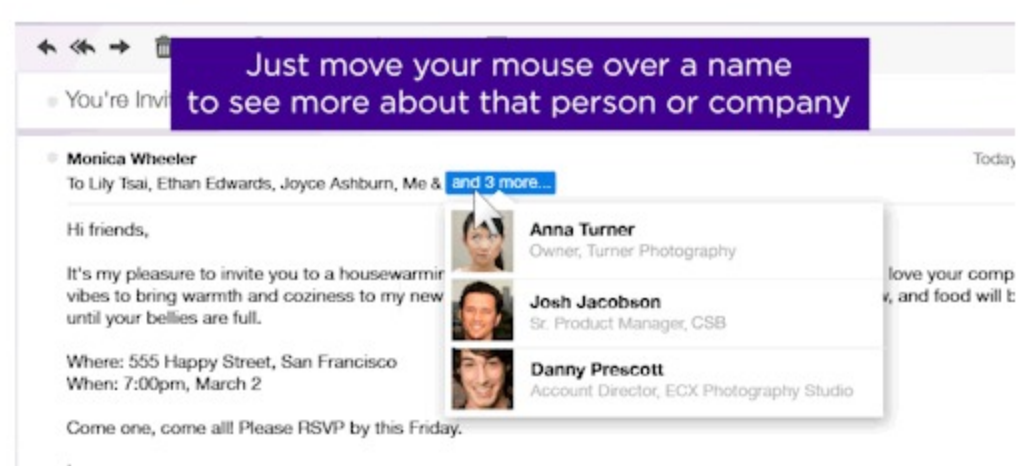 Just move your mouse over a name
to see more about that person or company
You're Invi
Monica Wheeler
Today
To Lily Tsai, Ethan Edwards, Joyce Ashburn, Me & and 3 more...
Hi friends,
Anna Turner
Owner, Turner Photography
It's my pleasure to invite you to a housewarmin
love your comp
vibes to bring warmth and coziness to my new
, and food will b
until your bellies are full.
Josh Jacobson
Sr. Product Manager, CSB
Where: 555 Happy Street, San Francisco
When: 7:00pm, March 2
Danny Prescott
Account Director, ECX Photography Studio
Come one, come all! Please RSVP by this Friday.